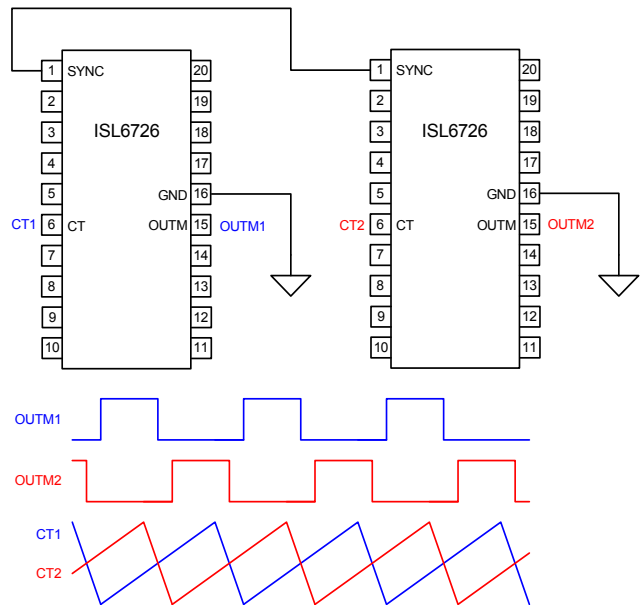 1 SYNC 20
2 19
3 ISL6726 18
4 17
5 GND 16
CT1 6 CT OUTM 15 OUTM1
7 14
8 13
9 12
10 11
1 SYNC 20
2 19
3 ISL6726 18
4 17
5 GND 16
CT2 6 CT OUTM 15 OUTM2
7 14
8 13
9 12
10 11
OUTM1
OUTM2
CT1
CT2